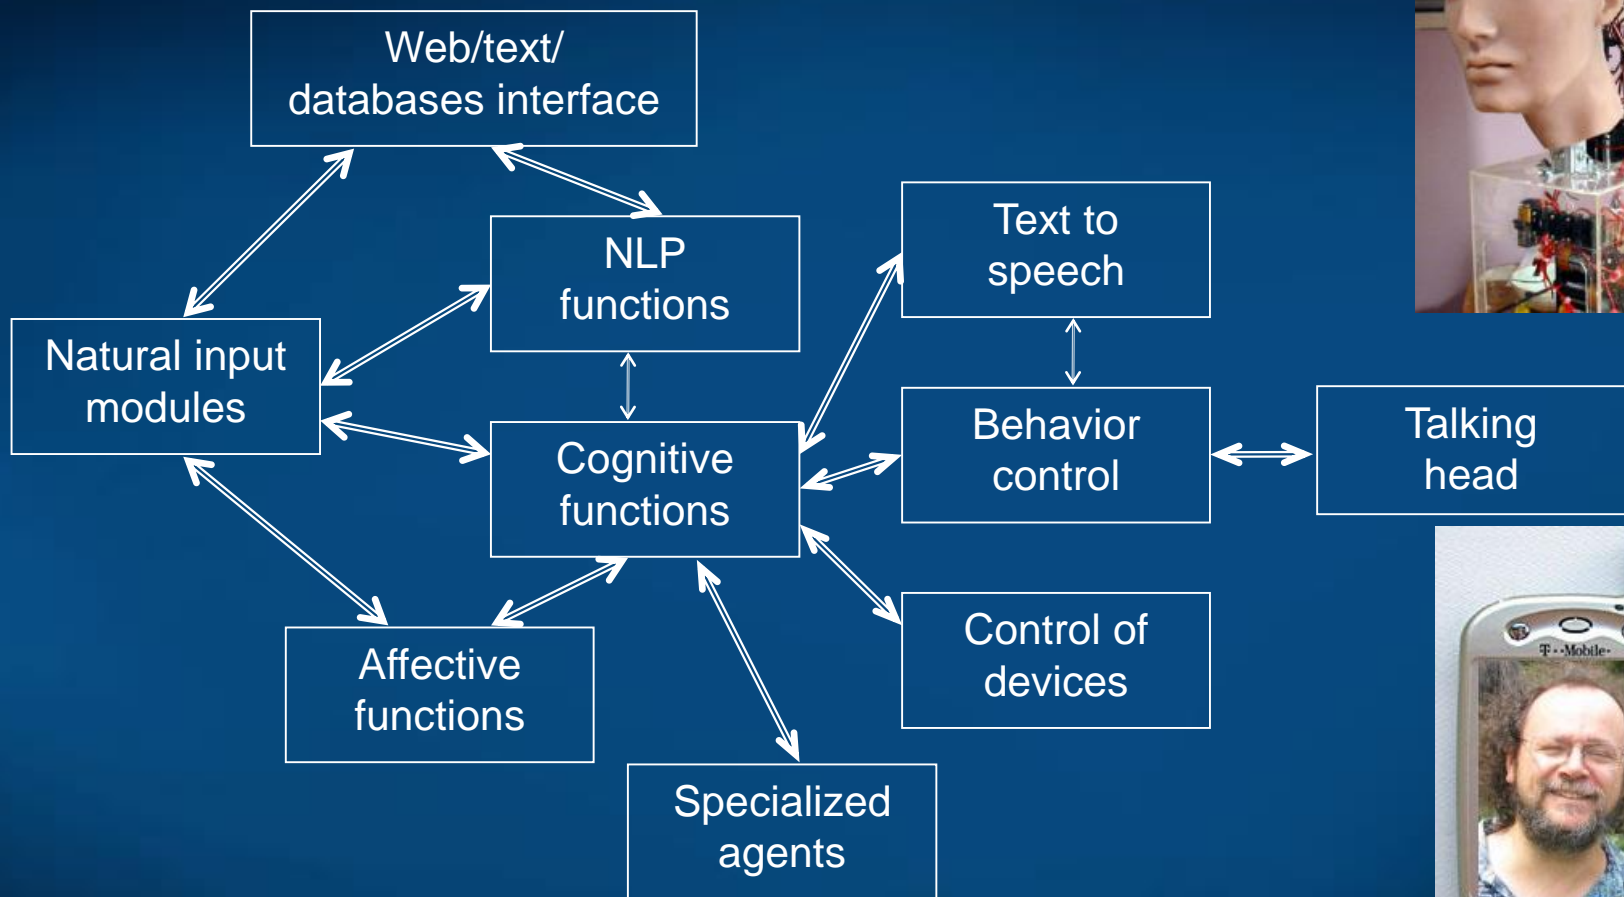 Web/text/
databases interface
NLP
functions
Text to
speech
Natural input
modules
Cognitive
functions
Behavior
control
Talking
head
Affective
functions
Control of
devices
Specialized
agents
T··Mobile·